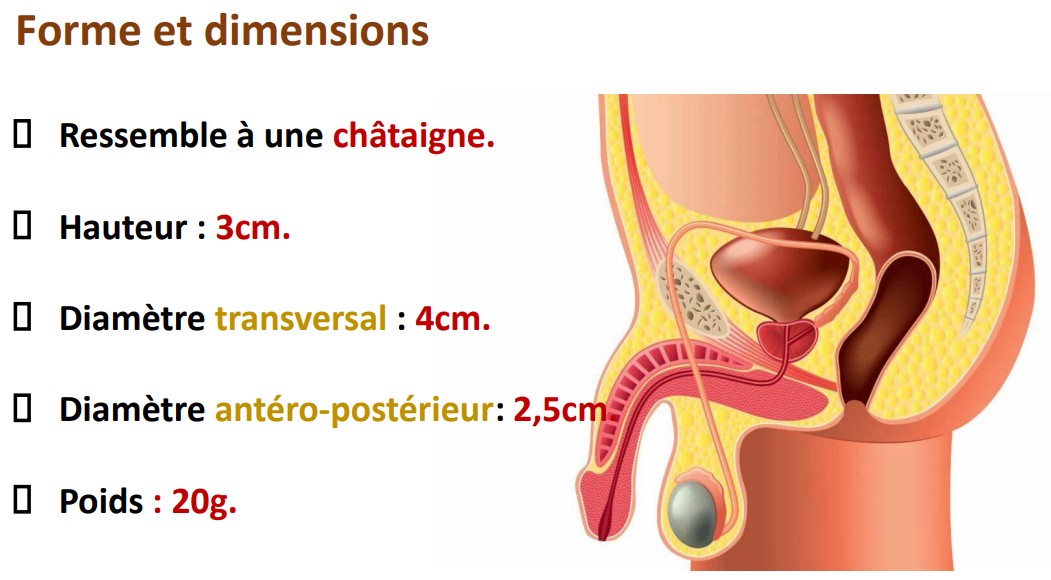 Forme et dimensions
Ressemble à une châtaigne.
Hauteur : 3cm.
Diamètre transversal : 4cm.
Diamètre antéro-postérieur: 2,5cm.
Poids : 20g.